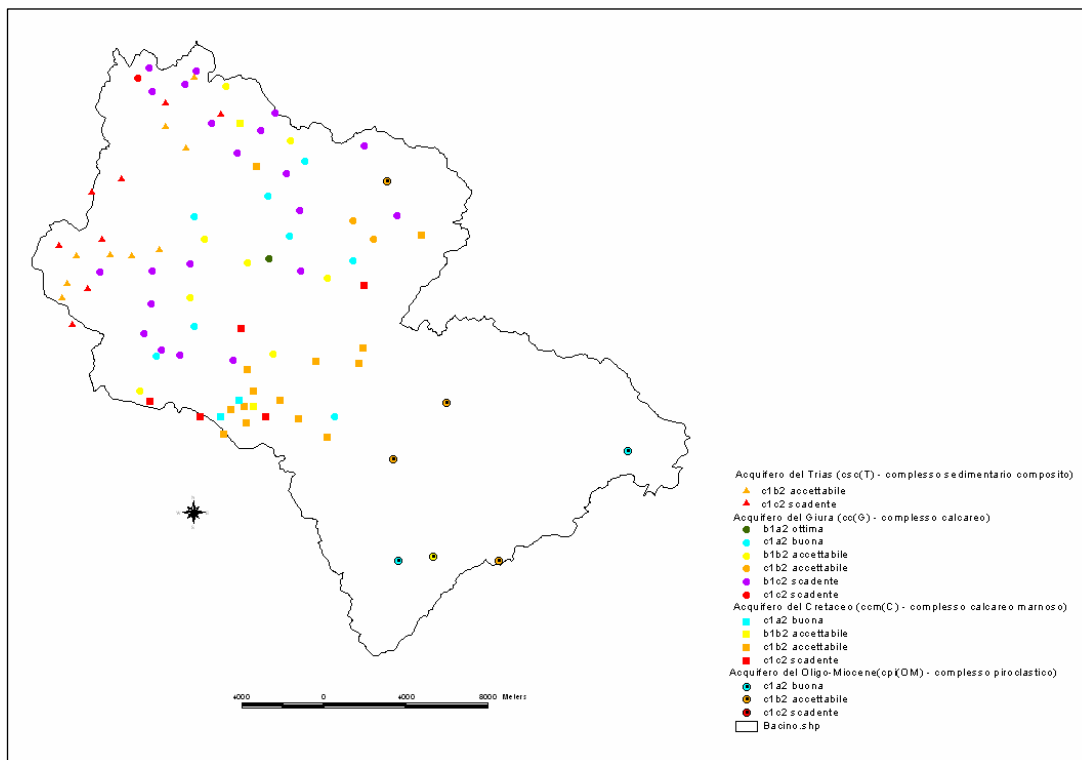 Acquifero del Trias (csc(T) - complesso sedimentario composito)
c1b2 accettabile
c1c2 scadente
Acquifero del Giura (cc(G) - complesso calcareo)
b1a2 ottima
c1a2 buona
b1b2 accettabile
c1b2 accettabile
b1c2 scadente
c1c2 scadente
Acquifero del Cretaceo (ccm(C) - complesso calcareo marnoso)
c1a2 buona
b1b2 accettabile
c1b2 accettabile
c1c2 scadente
Acquifero del Oligo-Miocene(cpi(OM) - complesso piroclastico)
c1a2 buona
c1b2 accettabile
c1c2 scadente
Bacino.shp
4000 0 4000 8000 Meters